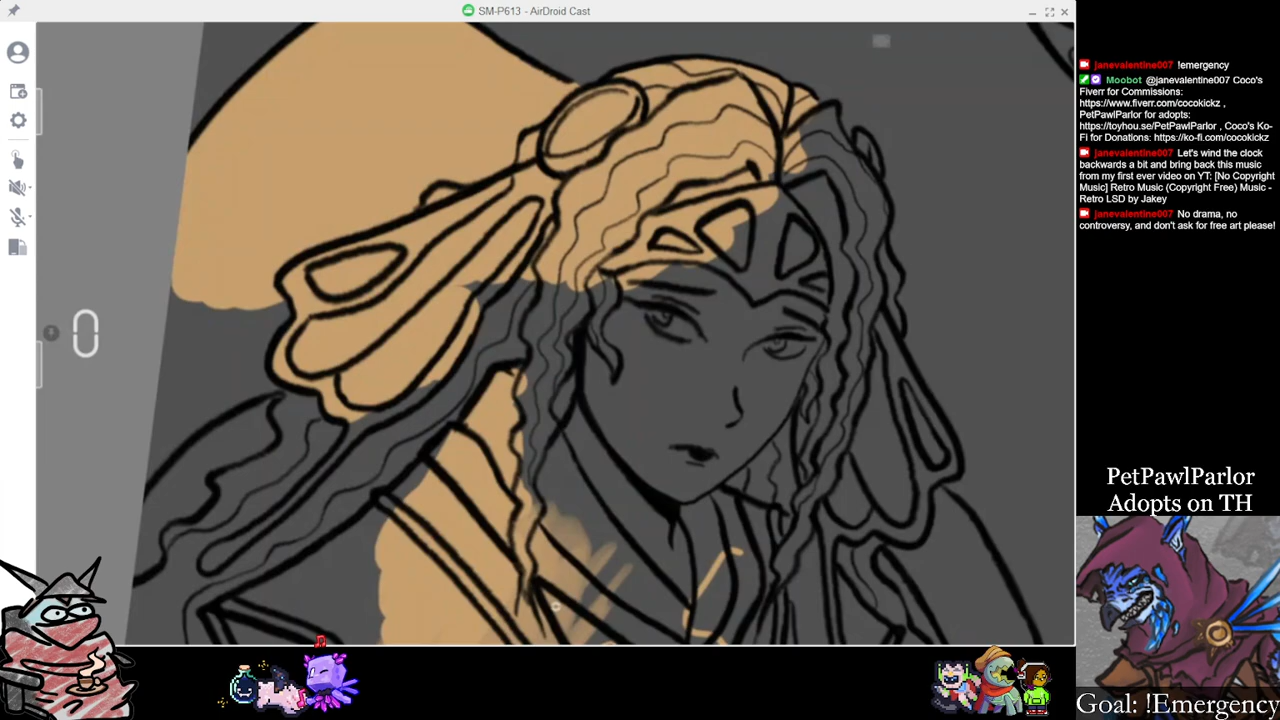 SM-P613 - AirDroid Cast
janevalentine007 !emergency
Moobot @janevalentine007 Coco's
Fiverr for Commissions:
https://www.fiverr.com/cocokickz ,
PetPawlParlor for adopts:
https://toyhou.se/PetPawlParlor , Coco's Ko-
Fi for Donations: https://ko-fi.com/cocokickz
janevalentine007 Let's wind the clock
backwards a bit and bring back this music
from my first ever video on YT: [No Copyright
Music] Retro Music (Copyright Free) Music -
Retro LSD by Jakey
janevalentine007 No drama, no
controversy, and don't ask for free art please!
PetPawlParlor
Adopts on TH
Goal: !Emergency